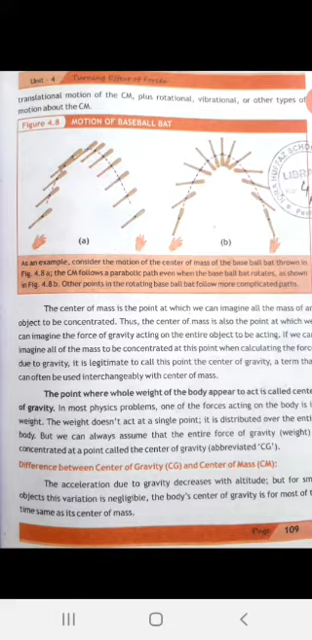 Unit - 4 Turning Effect of Forces
translational motion of the CM, plus rotational, vibrational, or other types of
motion about the CM.
Figure 4.8 MOTION OF BASEBALL BAT
LIBR
(a)
(b)
As an example, consider the motion of the center of mass of the base ball bat thrown in
Fig. 4.8 a; the CM follows a parabolic path even when the base ball bat rotates, as shown
in Fig. 4.8 b. Other points in the rotating base ball bat follow more complicated paths.
The center of mass is the point at which we can imagine all the mass of an
object to be concentrated. Thus, the center of mass is also the point at which we
can imagine the force of gravity acting on the entire object to be acting. If we can
imagine all of the mass to be concentrated at this point when calculating the forc
due to gravity, it is legitimate to call this point the center of gravity, a term tha
can often be used interchangeably with center of mass.
The point where whole weight of the body appear to act is called cente
of gravity. In most physics problems, one of the forces acting on the body is i
weight. The weight doesn't act at a single point; it is distributed over the enti
body. But we can always assume that the entire force of gravity (weight)
concentrated at a point called the center of gravity (abbreviated 'CG').
Difference between Center of Gravity (CG) and Center of Mass (CM):
The acceleration due to gravity decreases with altitude; but for sm
objects this variation is negligible, the body's center of gravity is for most of t
time same as its center of mass.
Page 109